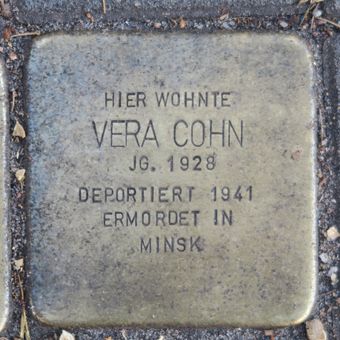 HIER WOHNTE
VERA COHN
JG. 1928
DEPORTIERT 1941
ERMORDET IN
MINSK